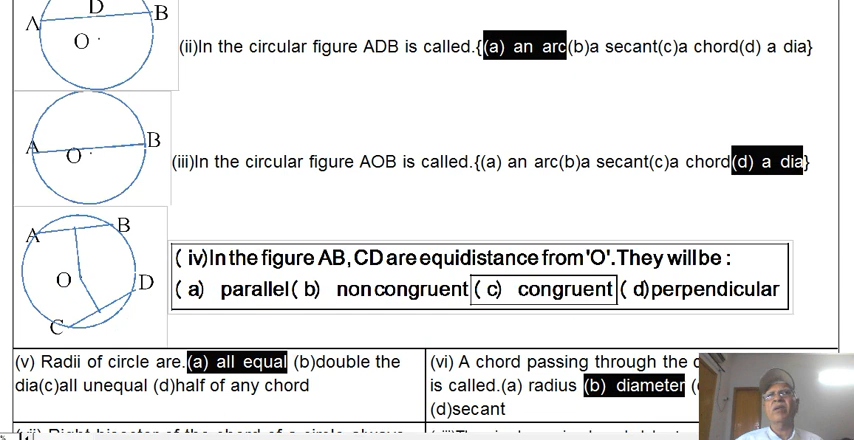 D
A
B
O
(ii)In the circular figure ADB is called.{(a) an arc(b)a secant(c)a chord(d) a dia}
A
B
O
(iii)In the circular figure AOB is called.{(a) an arc(b)a secant(c)a chord(d) a dia}
A
B
O
D
C
( iv)In the figure AB, CD are equidistance from 'O'. They will be :
( a) parallel( b) non congruent ( c) congruent ( d)perpendicular
(v) Radii of circle are.(a) all equal (b)double the
dia(c)all unequal (d)half of any chord
(vi) A chord passing through the
is called.(a) radius (b) diameter
(d)secant